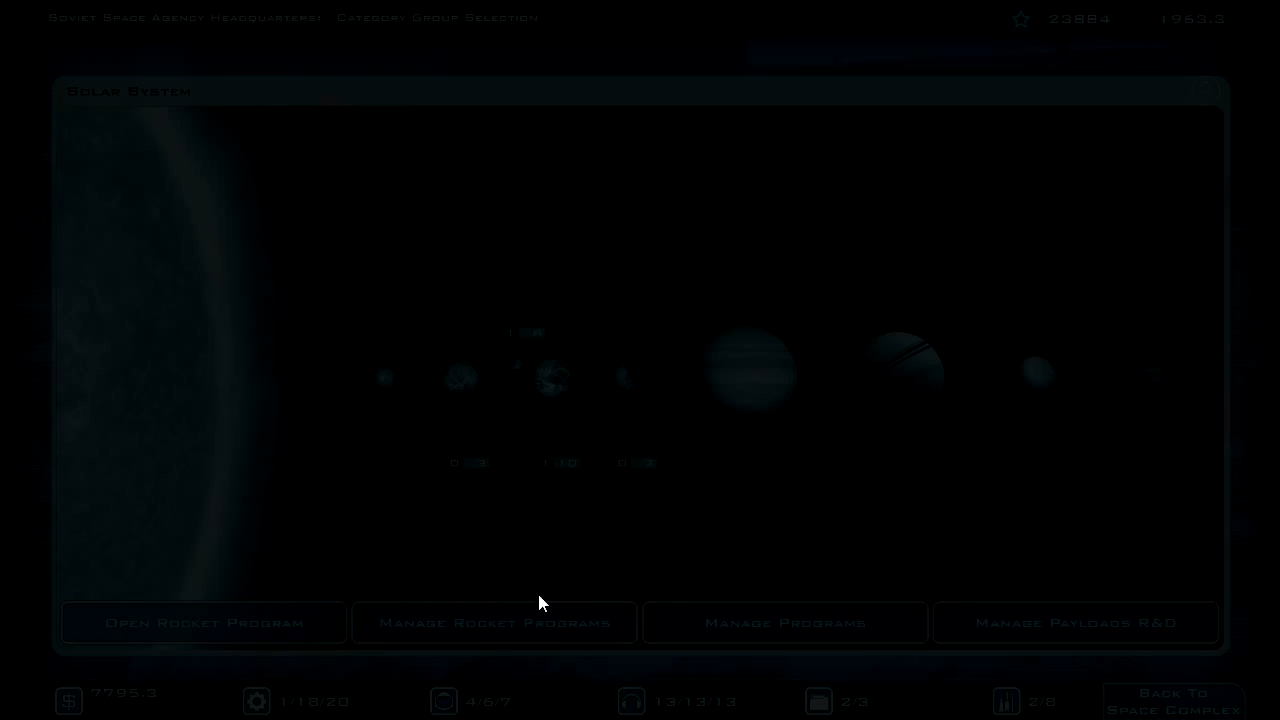 Soviet Space Agency Headquarters: Category Group Selection
23884
1963.3
Solar System
Open Rocket Program
Manage Rocket Programs
Manage Programs
Manage Payloads R&D
7795.3
1/18/20
4/6/7
13/13/13
2/3
2/8
Back To
Space Complex